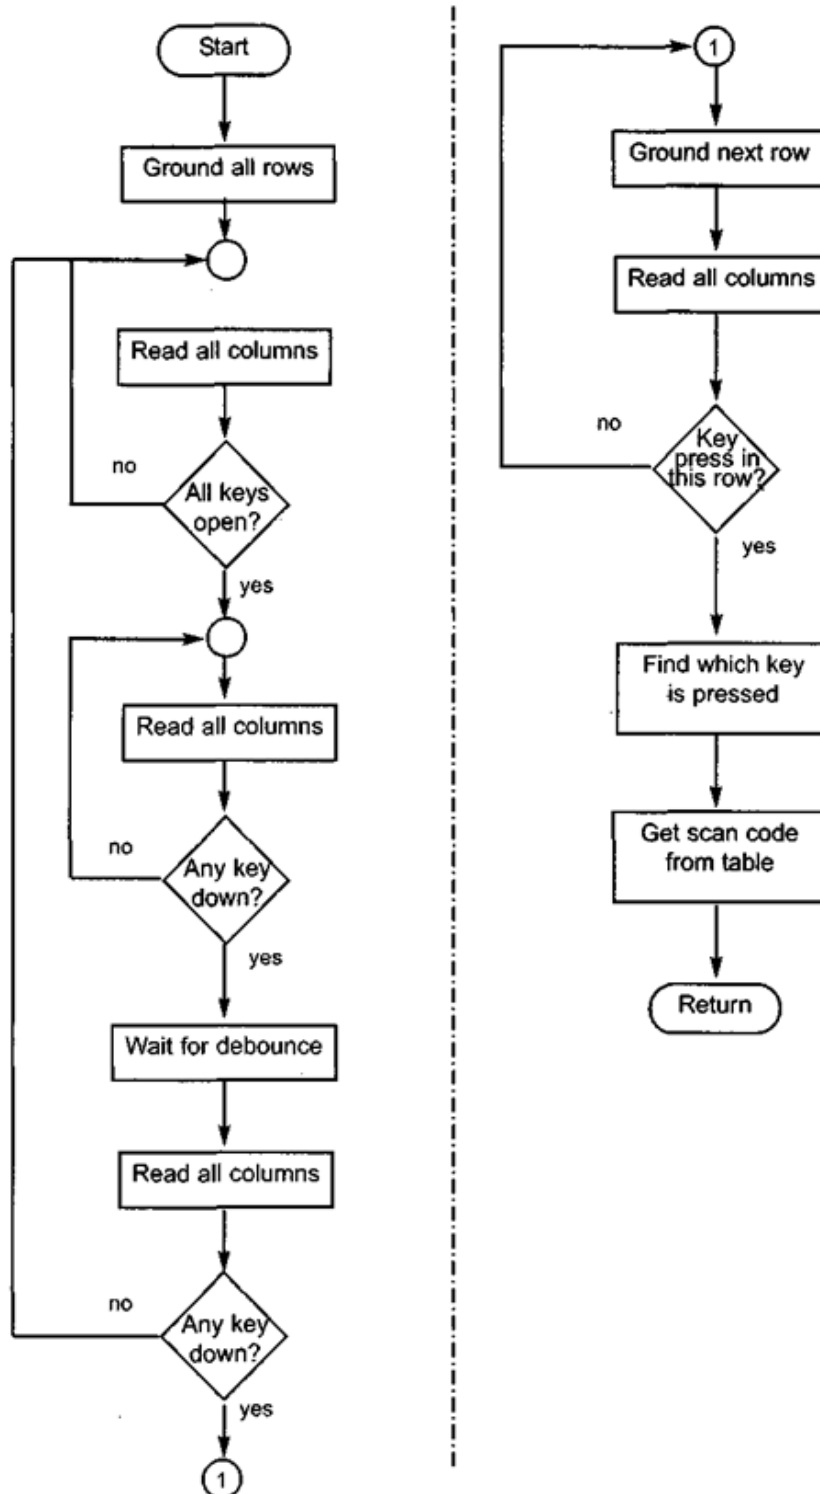 Start
Ground all rows
Read all columns
no
All keys
open?
yes
Read all columns
no
Any key
down?
yes
Wait for debounce
Read all columns
no
Any key
down?
yes
1
1
Ground next row
Read all columns
no
Key
press in
this row?
yes
Find which key
is pressed
Get scan code
from table
Return